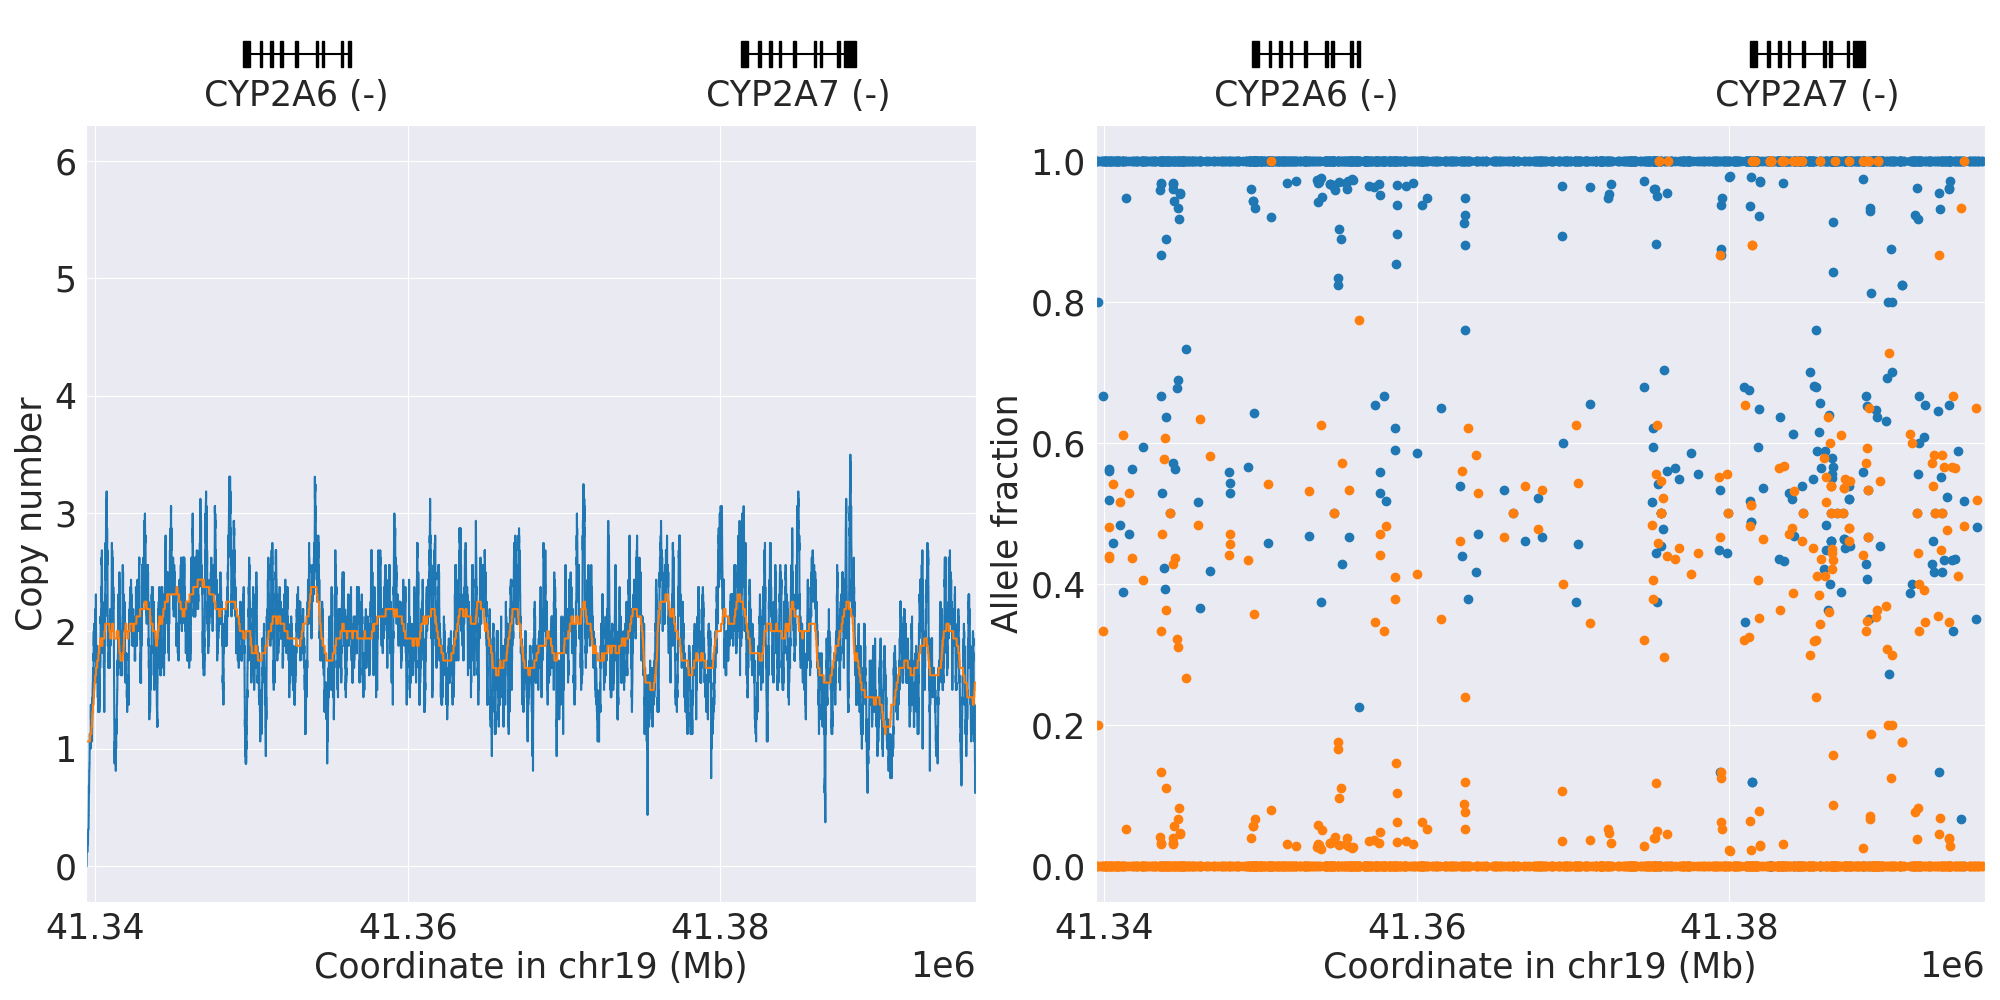 CYP2A6 (-)
CYP2A7 (-)
6
5
4
3
2
1
0
Copy number
41.34
41.36
41.38
Coordinate in chr19 (Mb)
1e6
CYP2A6 (-)
CYP2A7 (-)
1.0
0.8
0.6
0.4
0.2
0.0
Allele fraction
41.34
41.36
41.38
Coordinate in chr19 (Mb)
1e6